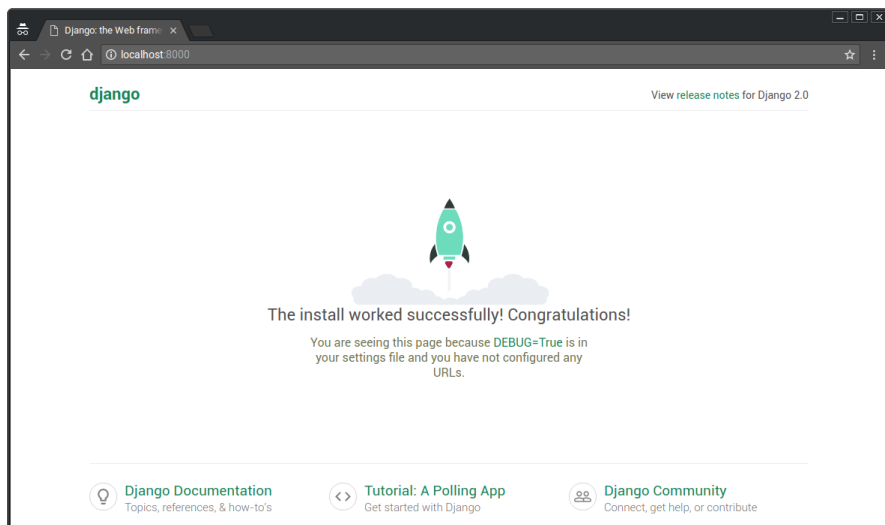 Django: the Web frame
localhost:8000
django
View release notes for Django 2.0
The install worked successfully! Congratulations!
You are seeing this page because DEBUG=True is in
your settings file and you have not configured any
URLs.
Django Documentation
Topics, references, & how-to's
Tutorial: A Polling App
Get started with Django
Django Community
Connect, get help, or contribute